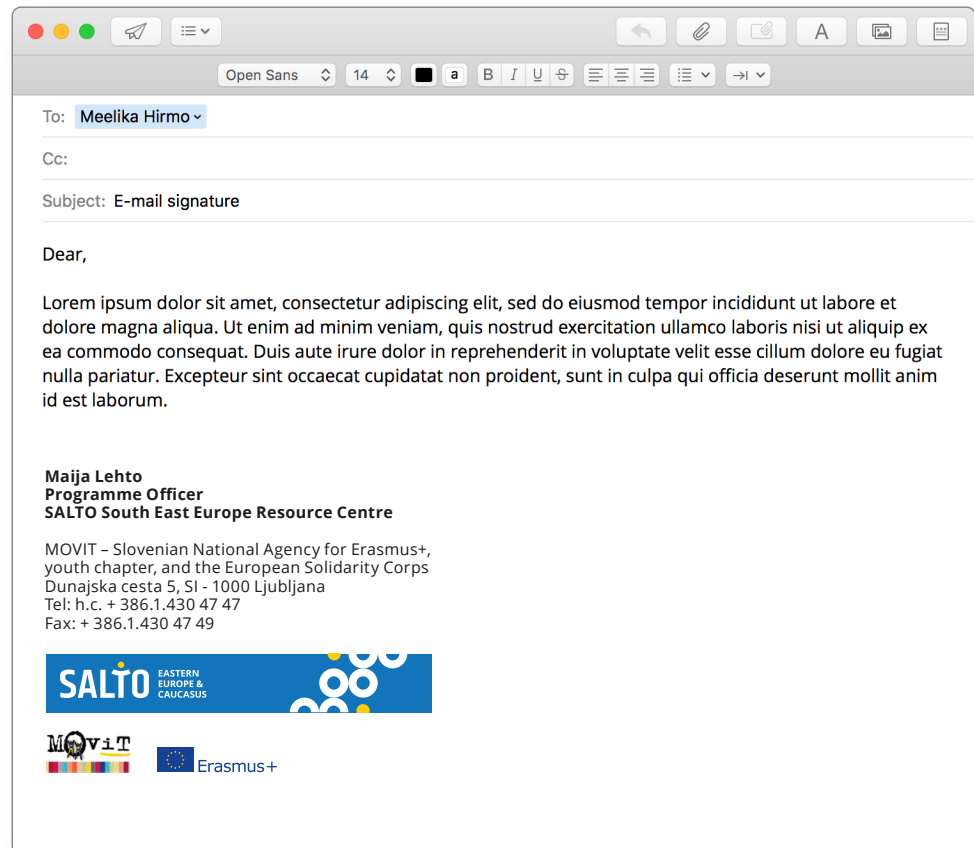 Open Sans 14 a B I U S
To: Meelika Hirmo
Cc:
Subject: E-mail signature
Dear,
Lorem ipsum dolor sit amet, consectetur adipiscing elit, sed do eiusmod tempor incididunt ut labore et
dolore magna aliqua. Ut enim ad minim veniam, quis nostrud exercitation ullamco laboris nisi ut aliquip ex
ea commodo consequat. Duis aute irure dolor in reprehenderit in voluptate velit esse cillum dolore eu fugiat
nulla pariatur. Excepteur sint occaecat cupidatat non proident, sunt in culpa qui officia deserunt mollit anim
id est laborum.
Maija Lehto
Programme Officer
SALTO South East Europe Resource Centre
MOVIT – Slovenian National Agency for Erasmus+,
youth chapter, and the European Solidarity Corps
Dunajska cesta 5, SI - 1000 Ljubljana
Tel: h.c. + 386.1.430 47 47
Fax: + 386.1.430 47 49
SALTO
EASTERN
EUROPE &
CAUCASUS
MOViT
Erasmus+